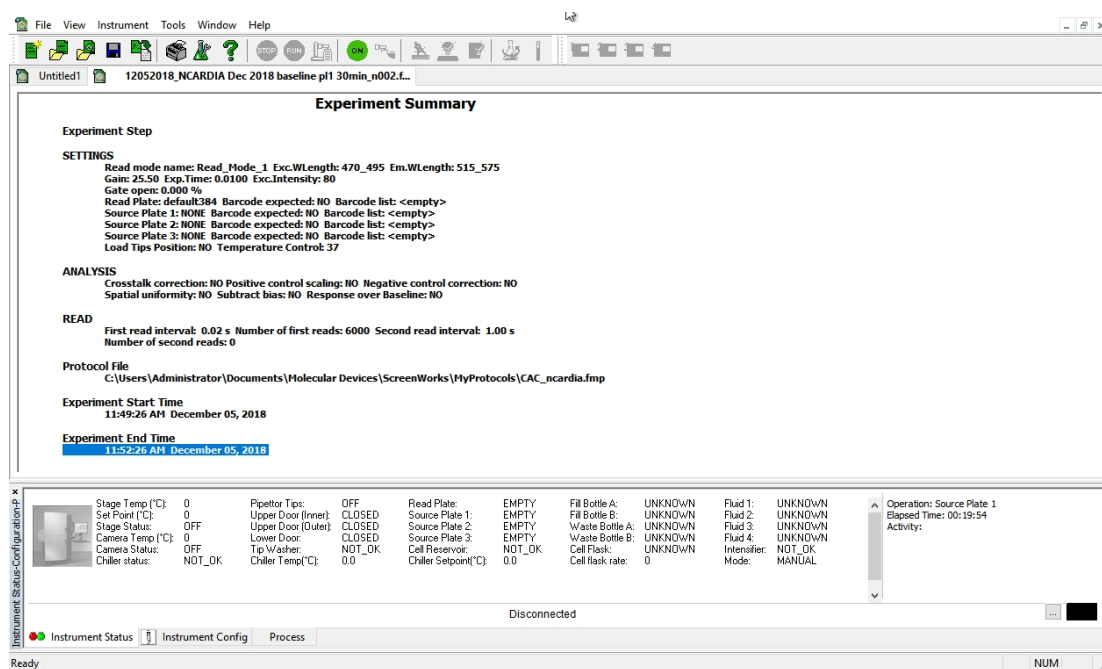 File View Instrument Tools Window Help
STOP RUN ON
Untitled1 12052018_NCARDIA Dec 2018 baseline pl1 30min_n002.f...
Experiment Summary
Experiment Step
SETTINGS
Read mode name: Read_Mode_1 Exc.WLength: 470_495 Em.WLength: 515_575
Gain: 25.50 Exp.Time: 0.0100 Exc.Intensity: 80
Gate open: 0.000 %
Read Plate: default384 Barcode expected: NO Barcode list: <empty>
Source Plate 1: NONE Barcode expected: NO Barcode list: <empty>
Source Plate 2: NONE Barcode expected: NO Barcode list: <empty>
Source Plate 3: NONE Barcode expected: NO Barcode list: <empty>
Load Tips Position: NO Temperature Control: 37
ANALYSIS
Crosstalk correction: NO Positive control scaling: NO Negative control correction: NO
Spatial uniformity: NO Subtract bias: NO Response over Baseline: NO
READ
First read interval: 0.02 s Number of first reads: 6000 Second read interval: 1.00 s
Number of second reads: 0
Protocol File
C:\Users\Administrator\Documents\Molecular Devices\ScreenWorks\MyProtocols\CAC_ncardia.fmp
Experiment Start Time
11:49:26 AM December 05, 2018
Experiment End Time
11:52:26 AM December 05, 2018
Instrument Status-Configuration-P
Stage Temp (°C): 0 Pipettor Tips: OFF Read Plate: EMPTY Fill Bottle A: UNKNOWN Fluid 1: UNKNOWN Operation: Source Plate 1
Set Point (°C): 0 Upper Door (Inner): CLOSED Source Plate 1: EMPTY Fill Bottle B: UNKNOWN Fluid 2: UNKNOWN Elapsed Time: 00:19:54
Stage Status: OFF Upper Door (Outer): CLOSED Source Plate 2: EMPTY Waste Bottle A: UNKNOWN Fluid 3: UNKNOWN Activity:
Camera Temp (°C): 0 Lower Door: CLOSED Source Plate 3: EMPTY Waste Bottle B: UNKNOWN Fluid 4: UNKNOWN
Camera Status: OFF Tip Washer: NOT_OK Cell Reservoir: NOT_OK Cell Flask: UNKNOWN Intensifier: NOT_OK
Chiller status: NOT_OK Chiller Temp(°C): 0.0 Chiller Setpoint(°C): 0.0 Cell flask rate: 0 Mode: MANUAL
Disconnected ...
Instrument Status Instrument Config Process
Ready NUM